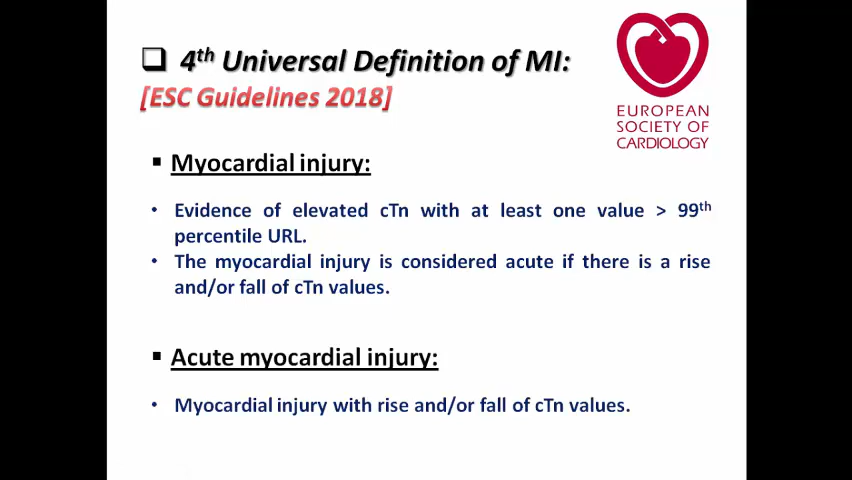 4th Universal Definition of MI:
[ESC Guidelines 2018]
EUROPEAN
SOCIETY OF
CARDIOLOGY
Myocardial injury:
• Evidence of elevated cTn with at least one value > 99th
percentile URL.
• The myocardial injury is considered acute if there is a rise
and/or fall of cTn values.
Acute myocardial injury:
• Myocardial injury with rise and/or fall of cTn values.